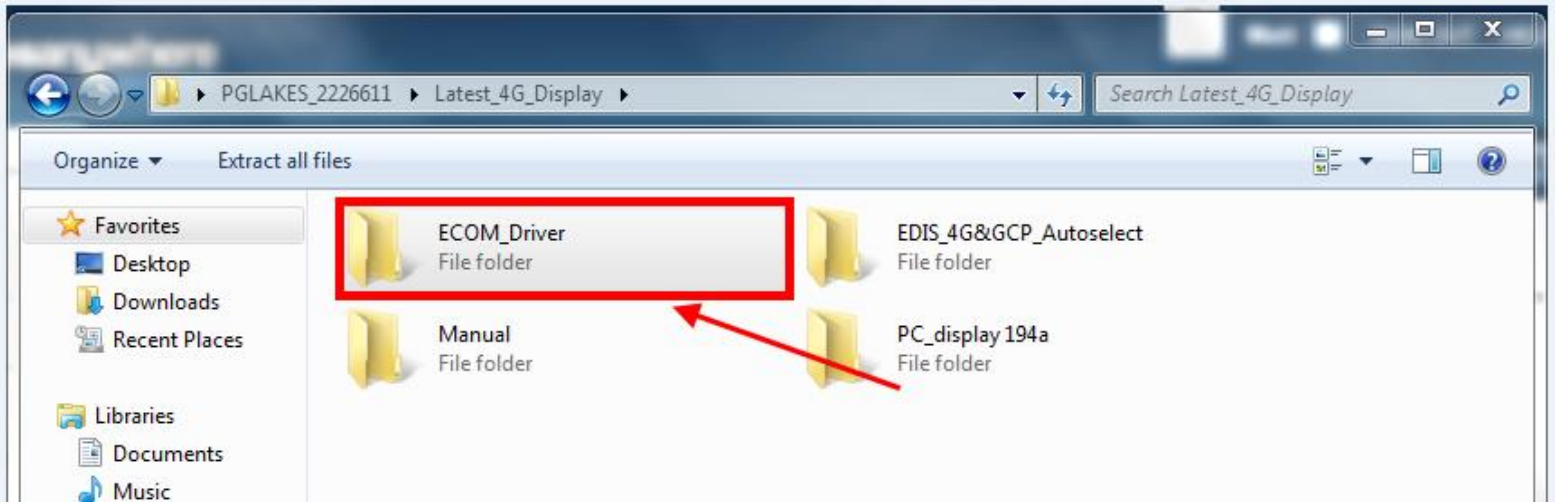 PGLAKES_2226611 Latest_4G_Display
Search Latest_4G_Display
Organize Extract all files
Favorites
Desktop
Downloads
Recent Places
Libraries
Documents
Music
ECOM_Driver
File folder
EDIS_4G&GCP_Autoselect
File folder
Manual
File folder
PC_display 194a
File folder